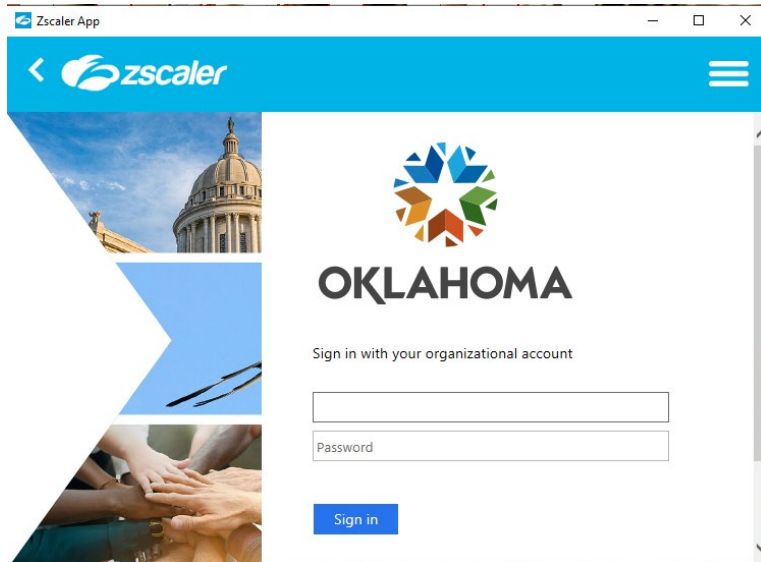 Zscaler App
zscaler
OKLAHOMA
Sign in with your organizational account
Password
Sign in